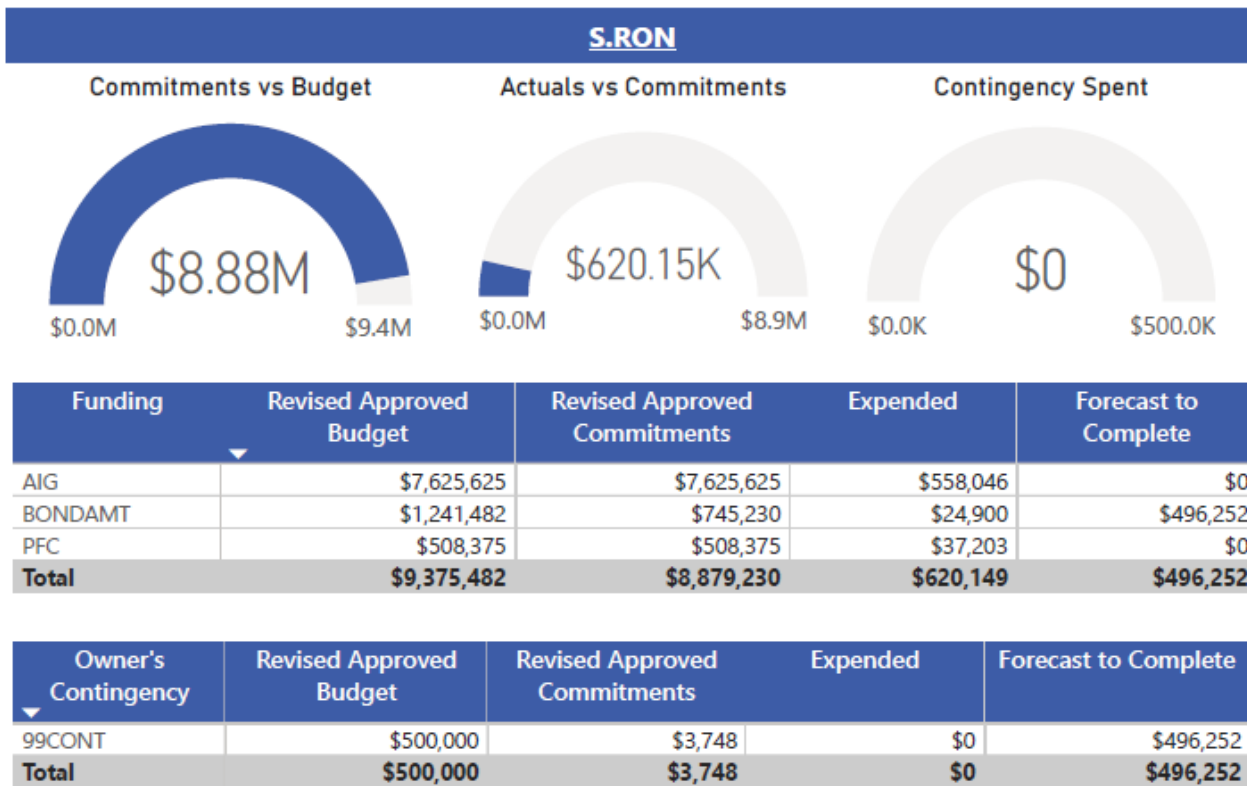 S.RON
Commitments vs Budget Actuals vs Commitments Contingency Spent
$8.88M $620.15K $0
$0.0M $9.4M $0.0M $8.9M $0.0K $500.0K
Funding Revised Approved Budget Revised Approved Commitments Expended Forecast to Complete
AIG $7,625,625 $7,625,625 $558,046 $0
BONDAMT $1,241,482 $745,230 $24,900 $496,252
PFC $508,375 $508,375 $37,203 $0
Total $9,375,482 $8,879,230 $620,149 $496,252
Owner's Contingency Revised Approved Budget Revised Approved Commitments Expended Forecast to Complete
99CONT $500,000 $3,748 $0 $496,252
Total $500,000 $3,748 $0 $496,252